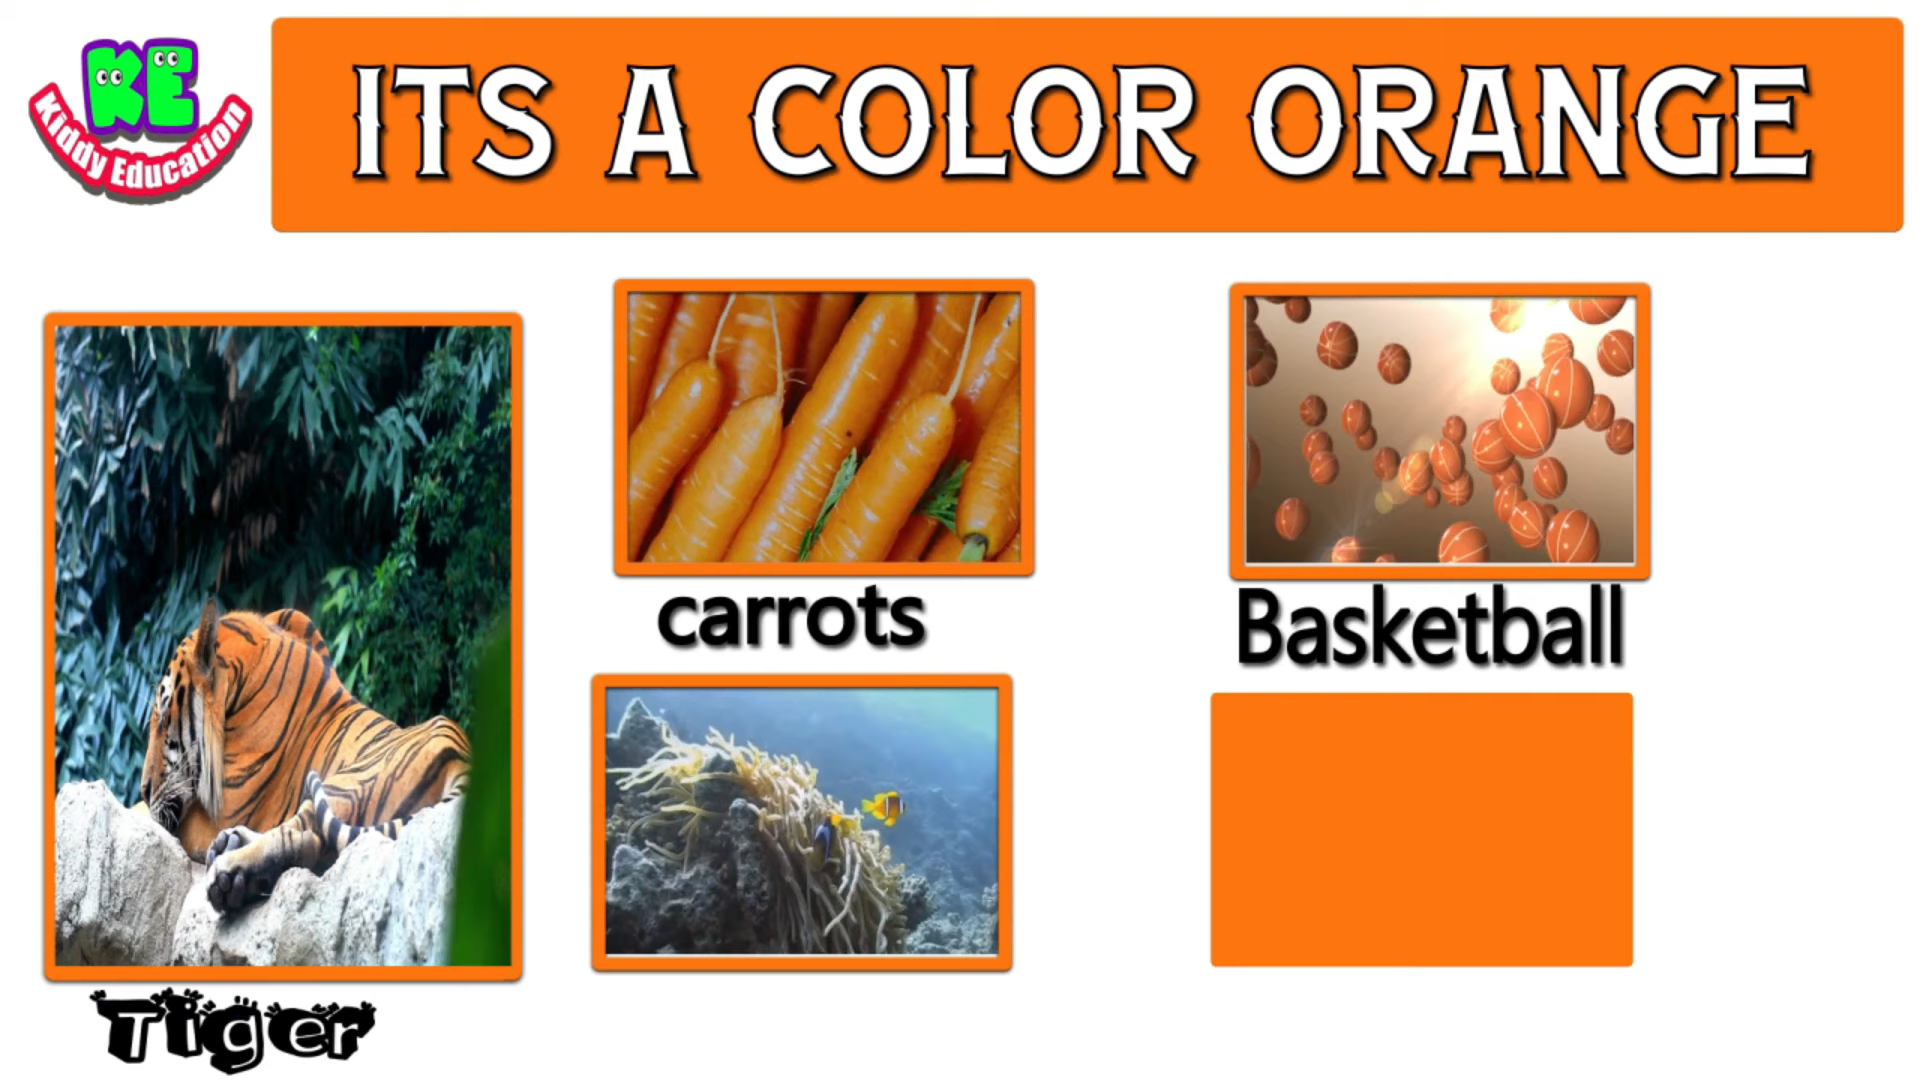 KE
Kiddy Education
ITS A COLOR ORANGE
carrots
Basketball
Tiger